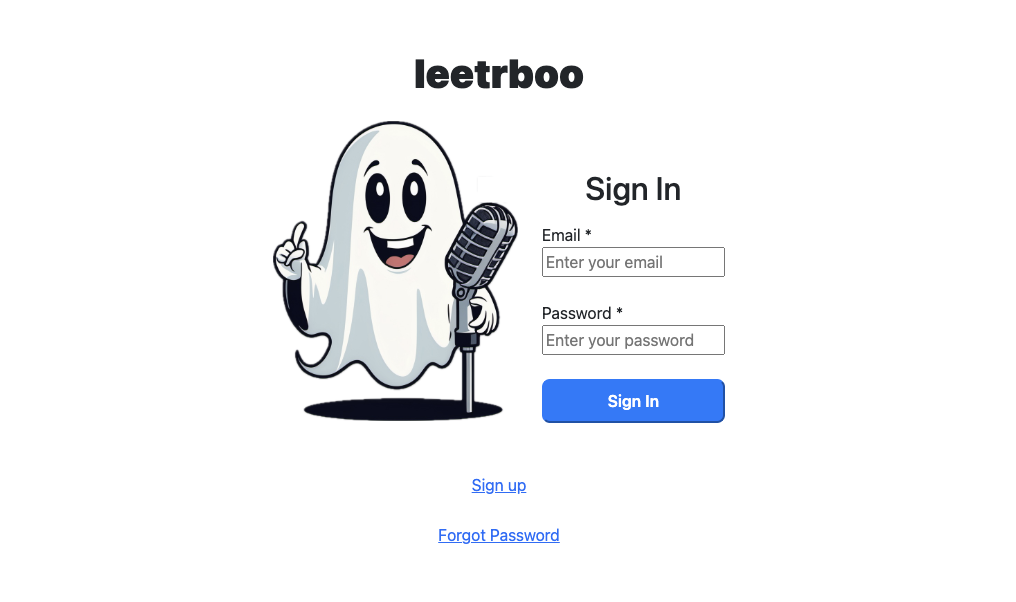 leetrboo
Sign In
Email *
Enter your email
Password *
Enter your password
Sign In
Sign up
Forgot Password